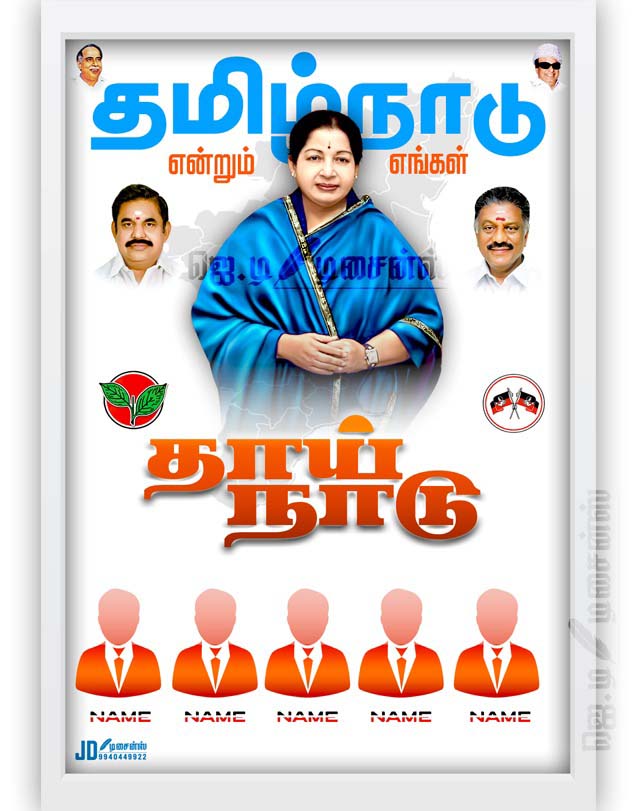 தமிழ்நாடு
என்றும் எங்கள்
ஜெ.டி டிசைன்ஸ்
தாய்
நாடு
NAME NAME NAME NAME NAME
JD டிசைன்ஸ்
9940449922
ஜெ.டி டிசைன்ஸ்